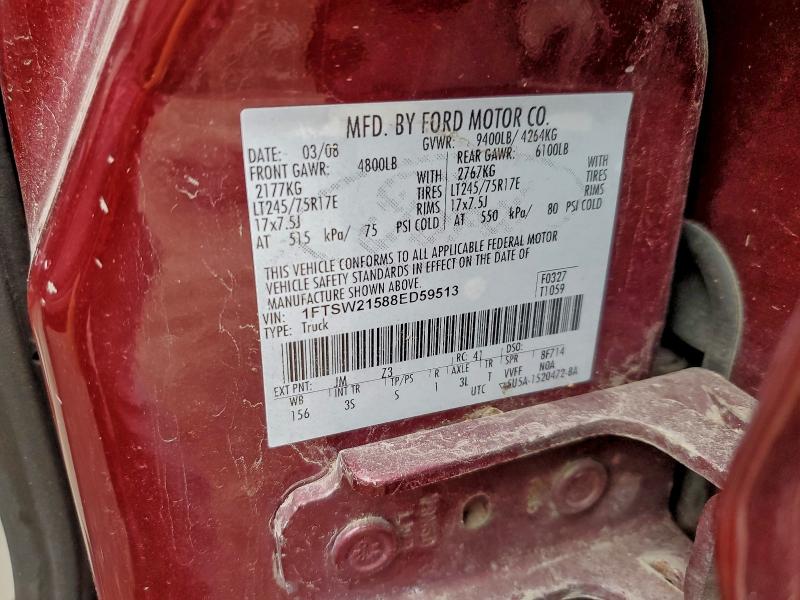 MFD. BY FORD MOTOR CO.
DATE: 03/08 GVWR: 9400LB/ 4264KG
FRONT GAWR: 4800LB REAR GAWR: 6100LB
2177KG WITH 2767KG WITH
LT245/75R17E TIRES LT245/75R17E TIRES
17x7.5J RIMS 17x7.5J RIMS
AT 515 kPa/ 75 PSI COLD AT 550 kPa/ 80 PSI COLD
THIS VEHICLE CONFORMS TO ALL APPLICABLE FEDERAL MOTOR
VEHICLE SAFETY STANDARDS IN EFFECT ON THE DATE OF
MANUFACTURE SHOWN ABOVE.
F0327
VIN: 1FTSW21588ED59513 T1059
TYPE: Truck
EXT PNT: JM Z3 RC: 41 DSO:
WB INT TR TP/PS R AXLE TR SPR BF714
156 3S S 1 3L T VVFF N0A
UTC 5U5A-1520472-BA